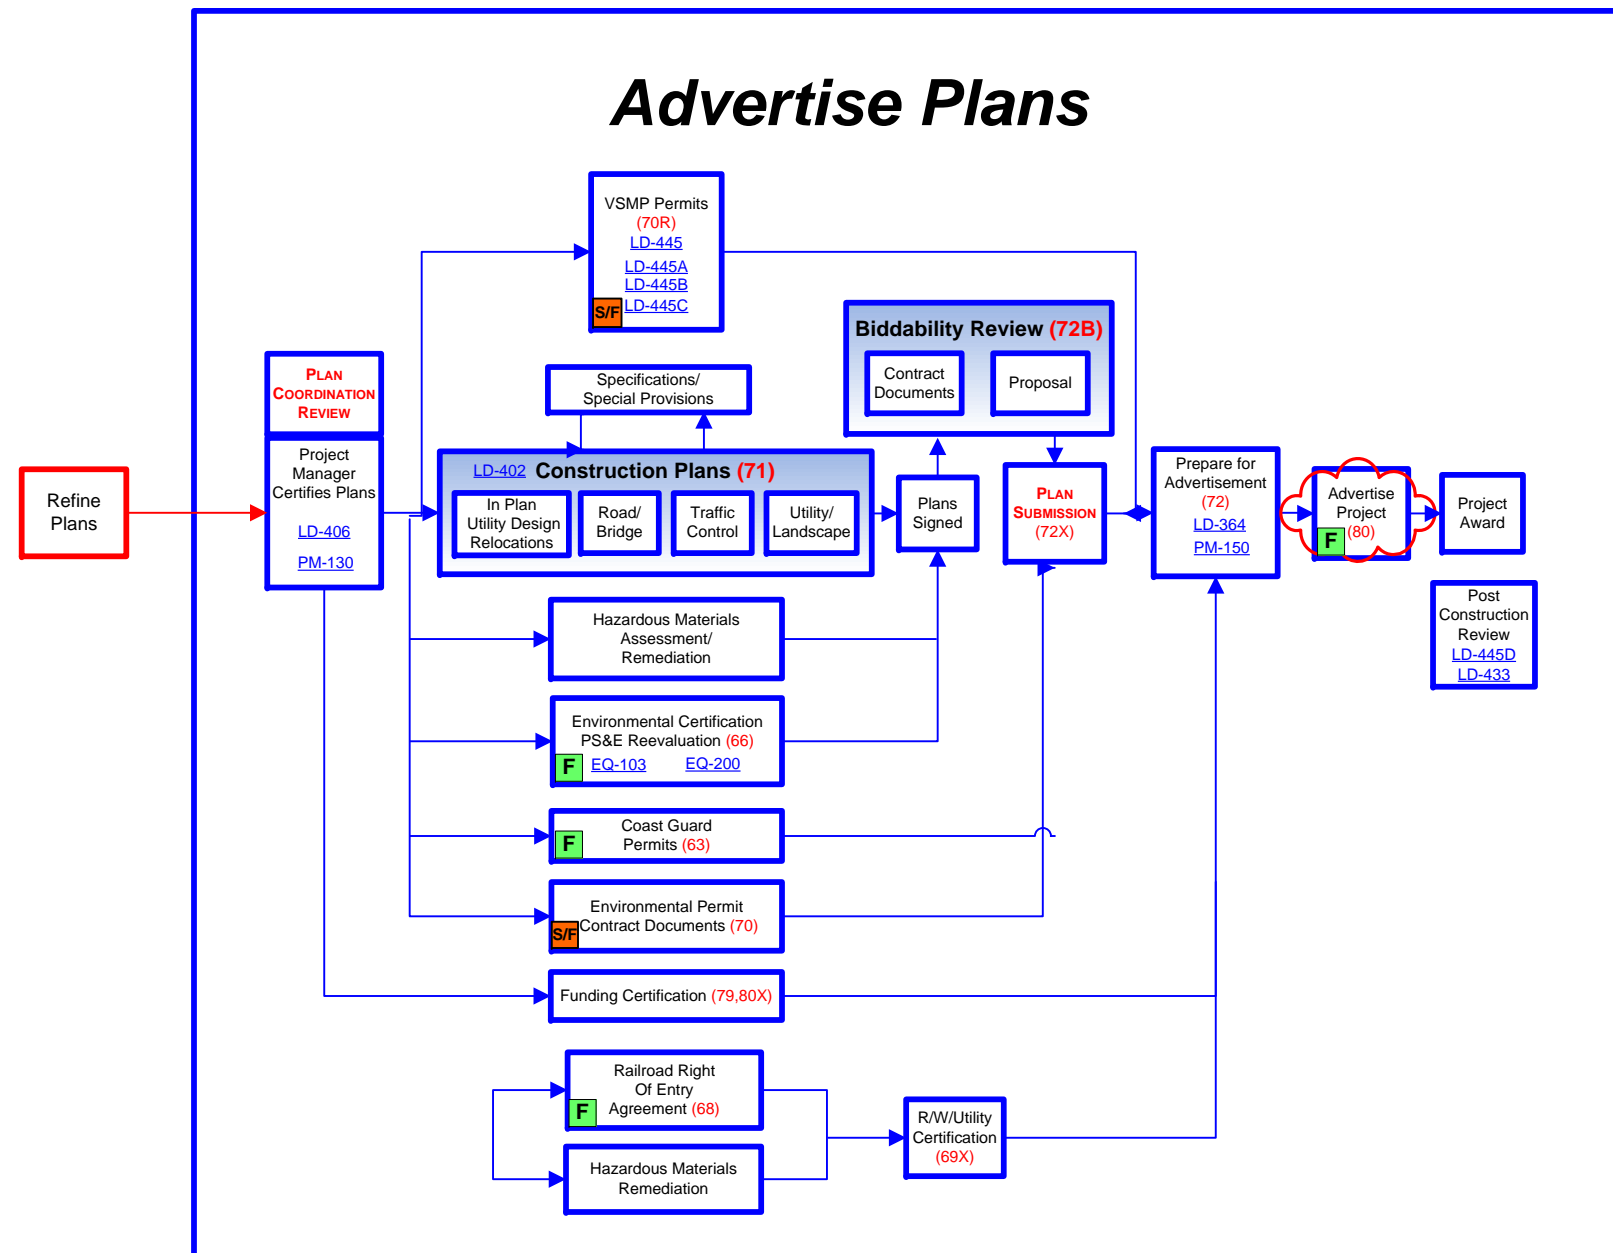 Advertise Plans
VSMP Permits
(70R)
LD-445
LD-445A
LD-445B
LD-445C
S/F
Biddability Review (72B)
Contract
Documents
Proposal
PLAN
COORDINATION
REVIEW
Specifications/
Special Provisions
Project
Manager
Certifies Plans
LD-406
PM-130
Refine
Plans
LD-402 Construction Plans (71)
In Plan
Utility Design
Relocations
Road/
Bridge
Traffic
Control
Utility/
Landscape
Plans
Signed
PLAN
SUBMISSION
(72X)
Prepare for
Advertisement
(72)
LD-364
PM-150
Advertise
Project
(80)
F
Project
Award
Post
Construction
Review
LD-445D
LD-433
Hazardous Materials
Assessment/
Remediation
Environmental Certification
PS&E Reevaluation (66)
F
EQ-103
EQ-200
Coast Guard
Permits (63)
F
Environmental Permit
Contract Documents (70)
S/F
Funding Certification (79,80X)
Railroad Right
Of Entry
Agreement (68)
F
R/W/Utility
Certification
(69X)
Hazardous Materials
Remediation